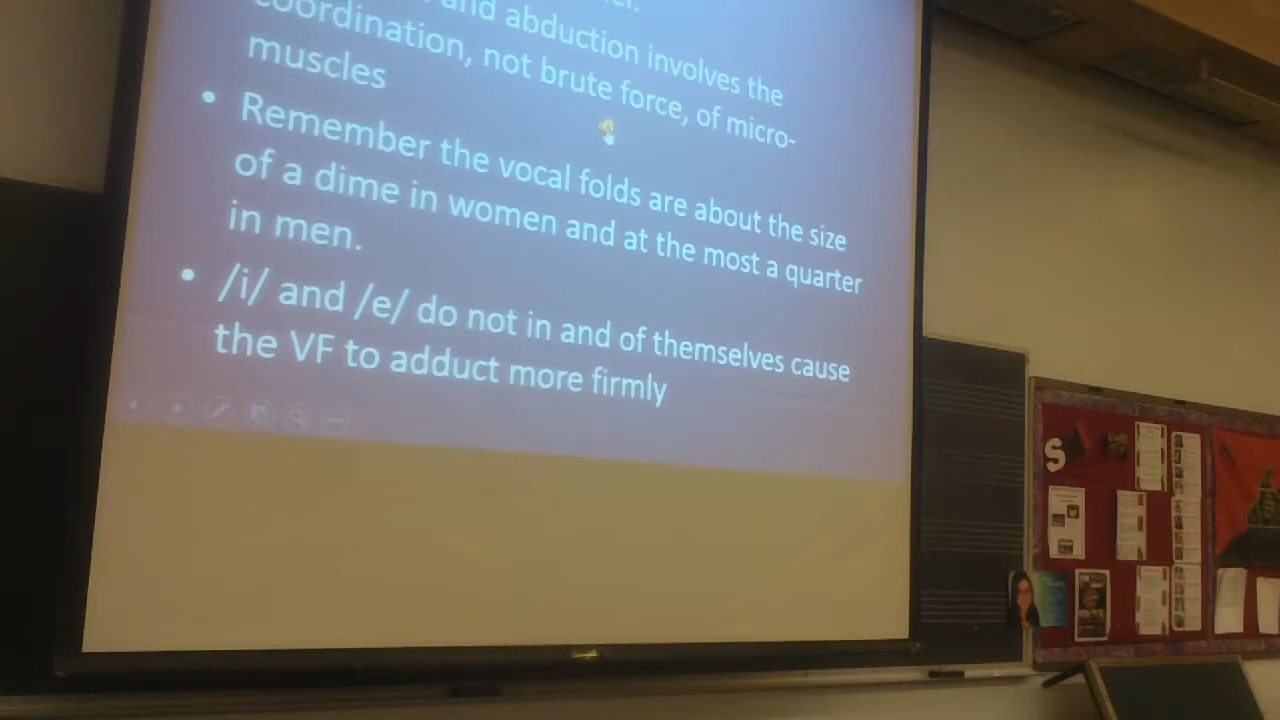 and abduction involves the
coordination, not brute force, of micro-
muscles
• Remember the vocal folds are about the size
of a dime in women and at the most a quarter
in men.
• /i/ and /e/ do not in and of themselves cause
the VF to adduct more firmly
S